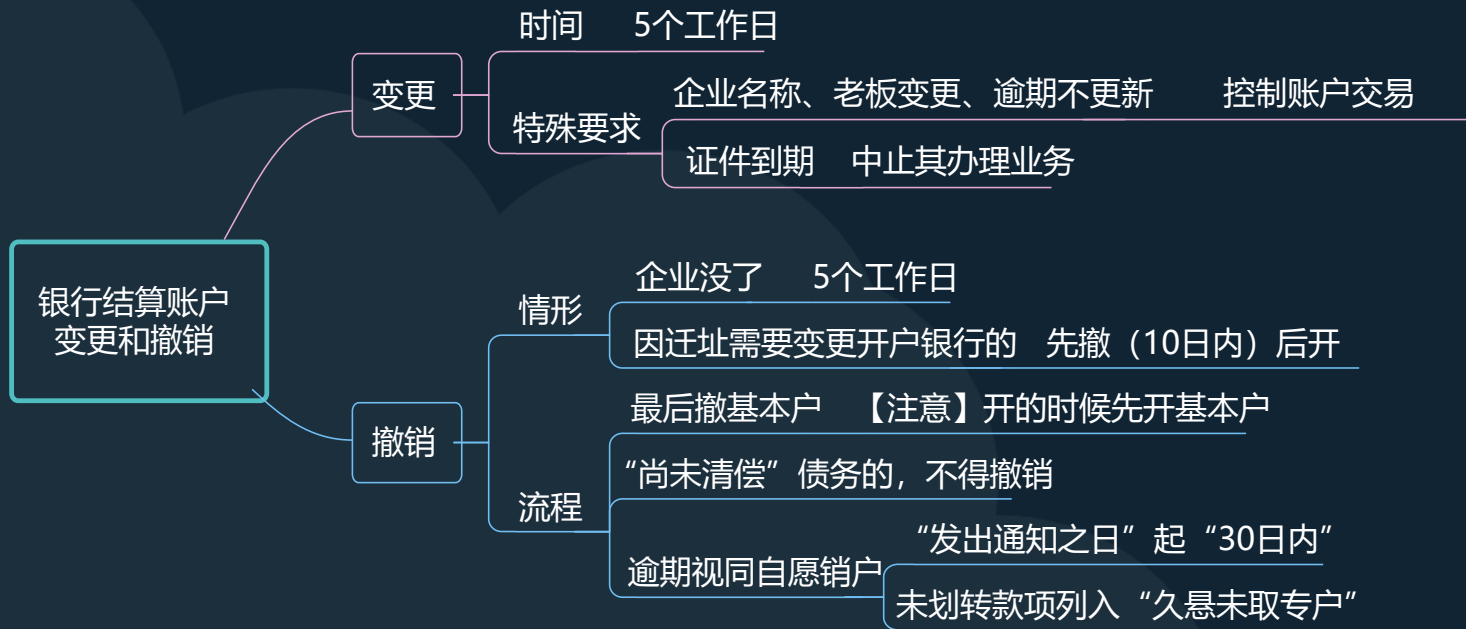 时间 5个工作日
变更
企业名称、老板变更、逾期不更新 控制账户交易
特殊要求
证件到期 中止其办理业务
银行结算账户
变更和撤销
企业没了 5个工作日
情形
因迁址需要变更开户银行的 先撤（10日内）后开
最后撤基本户 【注意】开的时候先开基本户
撤销
“尚未清偿”债务的，不得撤销
流程
“发出通知之日”起“30日内”
逾期视同自愿销户
未划转款项列入“久悬未取专户”